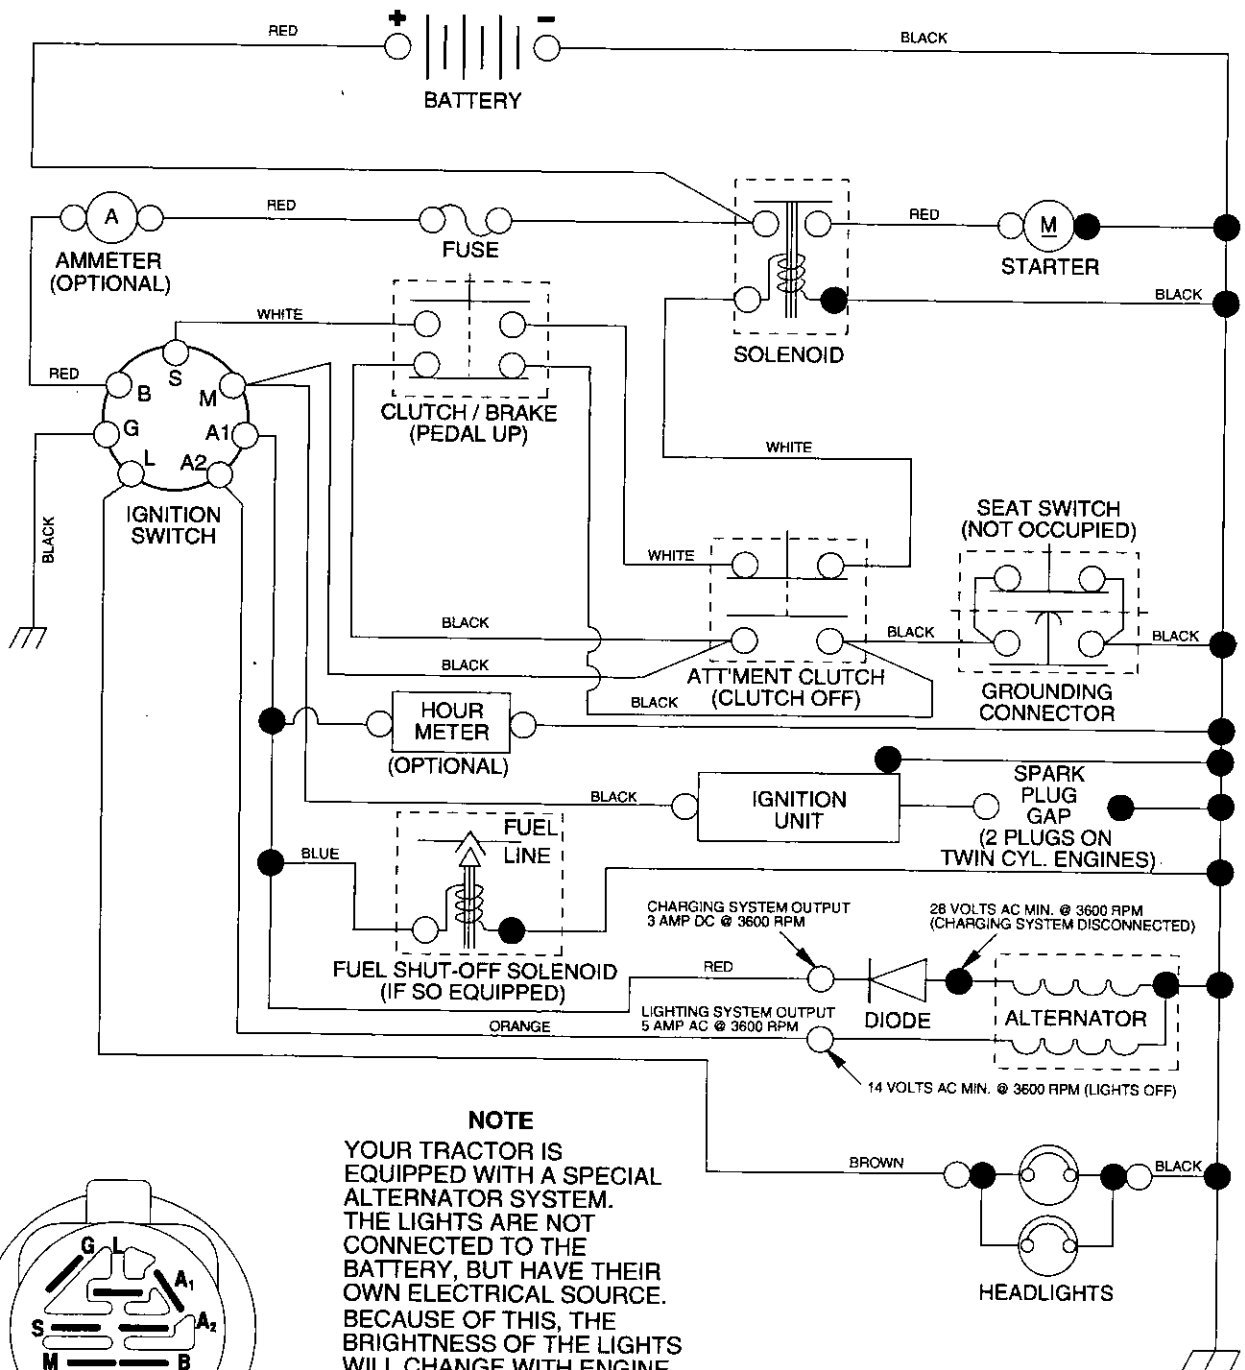 + -
RED
BLACK
BATTERY
A
RED
AMMETER
(OPTIONAL)
FUSE
RED
M
STARTER
WHITE
BLACK
SOLENOID
RED
S
B
M
G
A1
L
A2
CLUTCH / BRAKE
(PEDAL UP)
WHITE
IGNITION
SWITCH
BLACK
SEAT SWITCH
(NOT OCCUPIED)
WHITE
BLACK
BLACK
BLACK
BLACK
ATT'MENT CLUTCH
(CLUTCH OFF)
BLACK
GROUNDING
CONNECTOR
HOUR
METER
(OPTIONAL)
BLACK
IGNITION
UNIT
SPARK
PLUG
GAP
(2 PLUGS ON
TWIN CYL. ENGINES)
FUEL
LINE
BLUE
CHARGING SYSTEM OUTPUT
3 AMP DC @ 3600 RPM
28 VOLTS AC MIN. @ 3600 RPM
(CHARGING SYSTEM DISCONNECTED)
FUEL SHUT-OFF SOLENOID
(IF SO EQUIPPED)
RED
LIGHTING SYSTEM OUTPUT
5 AMP AC @ 3600 RPM
DIODE
ALTERNATOR
ORANGE
14 VOLTS AC MIN. @ 3600 RPM (LIGHTS OFF)
NOTE
YOUR TRACTOR IS
EQUIPPED WITH A SPECIAL
ALTERNATOR SYSTEM.
THE LIGHTS ARE NOT
CONNECTED TO THE
BATTERY, BUT HAVE THEIR
OWN ELECTRICAL SOURCE.
BECAUSE OF THIS, THE
BRIGHTNESS OF THE LIGHTS
WILL CHANGE WITH ENGINE
BROWN
BLACK
HEADLIGHTS
G L
A1
A2
S
M
B